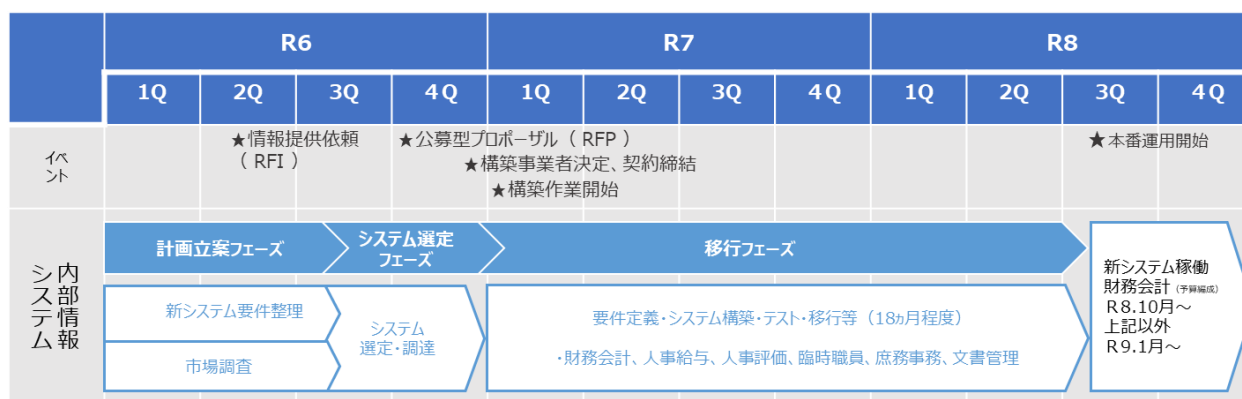 R6
R7
R8
1Q
2Q
3Q
4Q
1Q
2Q
3Q
4Q
1Q
2Q
3Q
4Q
イベ
ント
★情報提供依頼
（ RFI ）
★公募型プロポーザル（ RFP ）
★構築事業者決定、契約締結
★構築作業開始
★本番運用開始
内部情報
システム
計画立案フェーズ
システム選定
フェーズ
移行フェーズ
新システム要件整理
市場調査
システム
選定・調達
要件定義・システム構築・テスト・移行等（18ヵ月程度）
・財務会計、人事給与、人事評価、臨時職員、庶務事務、文書管理
新システム稼働
財務会計（予算編成）
R8.10月～
上記以外
R9.1月～